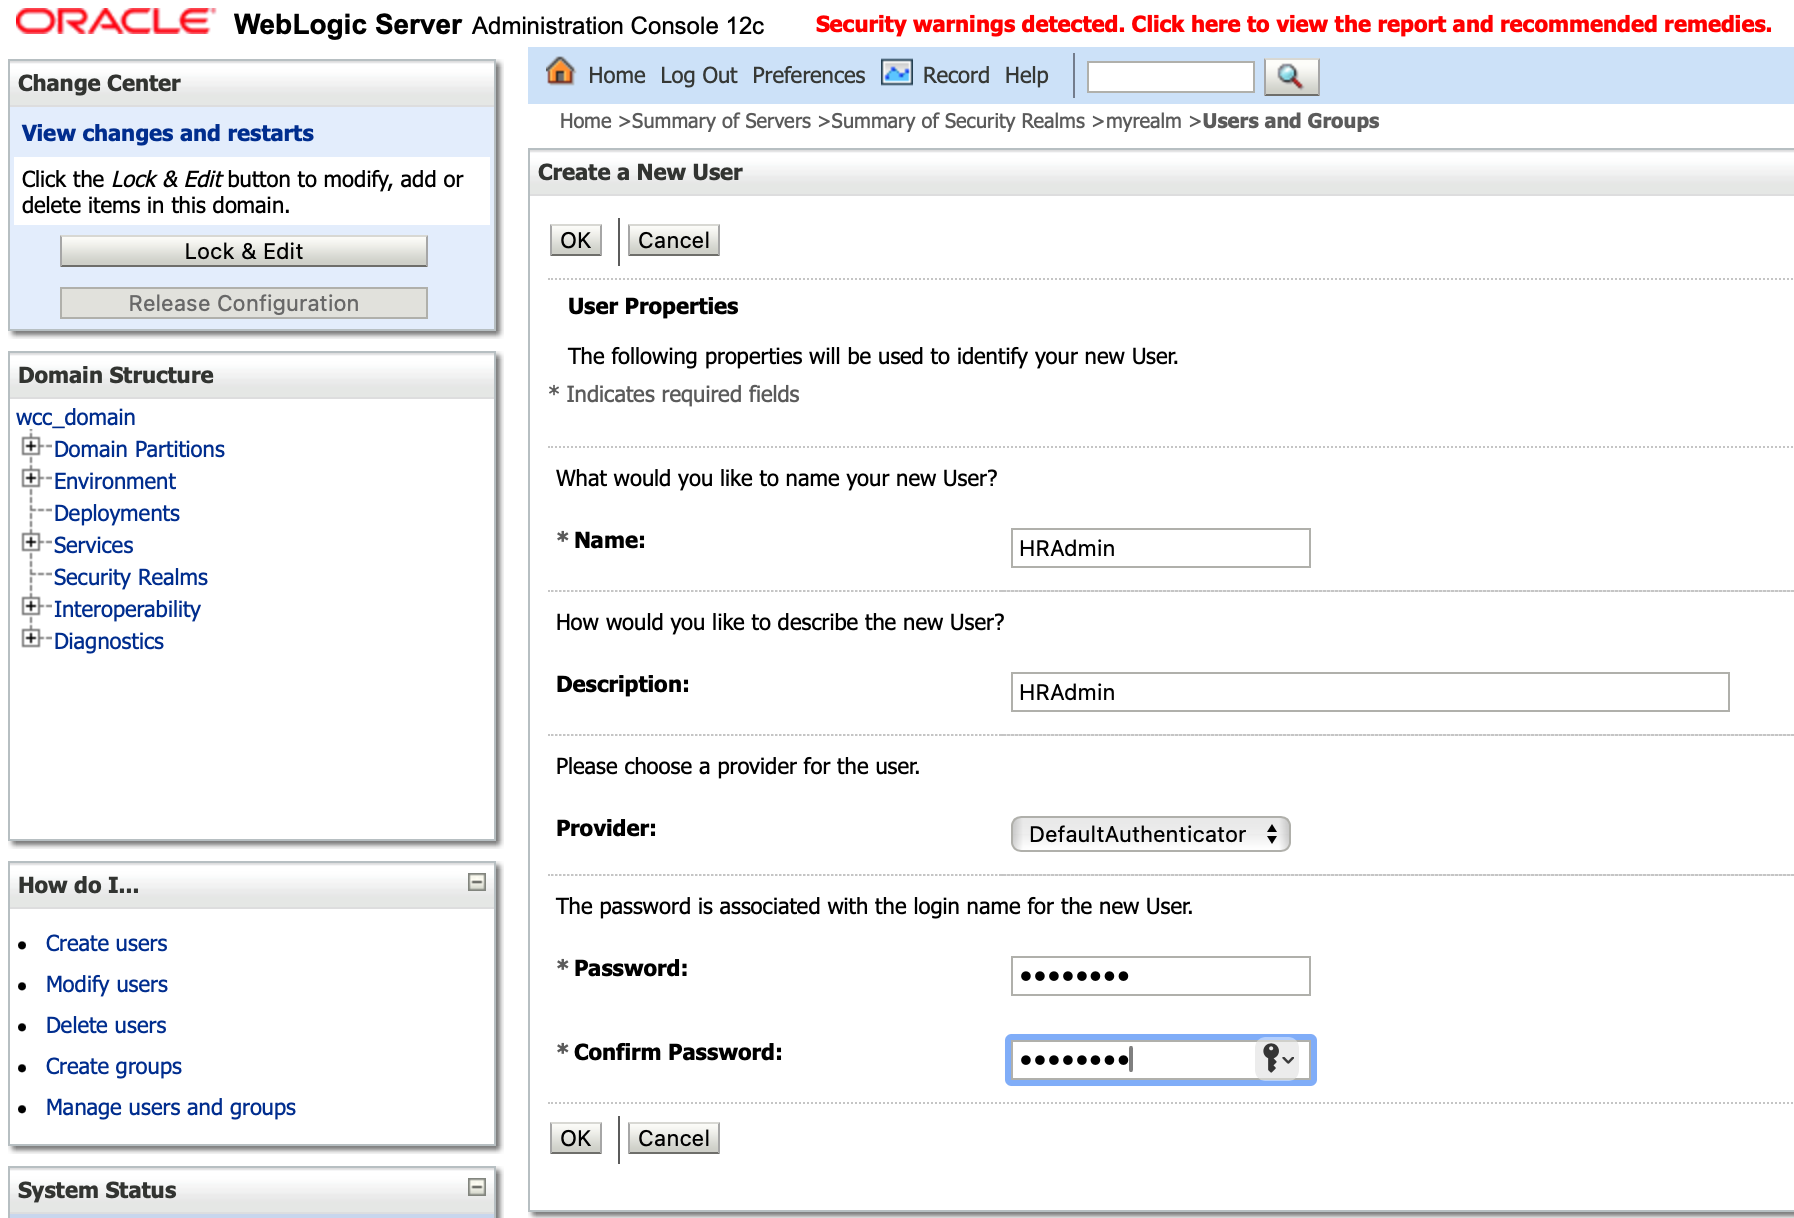 ORACLE WebLogic Server Administration Console 12c
Security warnings detected. Click here to view the report and recommended remedies.
Change Center
View changes and restarts
Click the Lock & Edit button to modify, add or
delete items in this domain.
Lock & Edit
Release Configuration
Domain Structure
wcc_domain
Domain Partitions
Environment
Deployments
Services
Security Realms
Interoperability
Diagnostics
How do I...
Create users
Modify users
Delete users
Create groups
Manage users and groups
System Status
Home Log Out Preferences Record Help
Home >Summary of Servers >Summary of Security Realms >myrealm >Users and Groups
Create a New User
OK Cancel
User Properties
The following properties will be used to identify your new User.
* Indicates required fields
What would you like to name your new User?
* Name: HRAdmin
How would you like to describe the new User?
Description: HRAdmin
Please choose a provider for the user.
Provider: DefaultAuthenticator
The password is associated with the login name for the new User.
* Password: ••••••••
* Confirm Password: ••••••••
OK Cancel